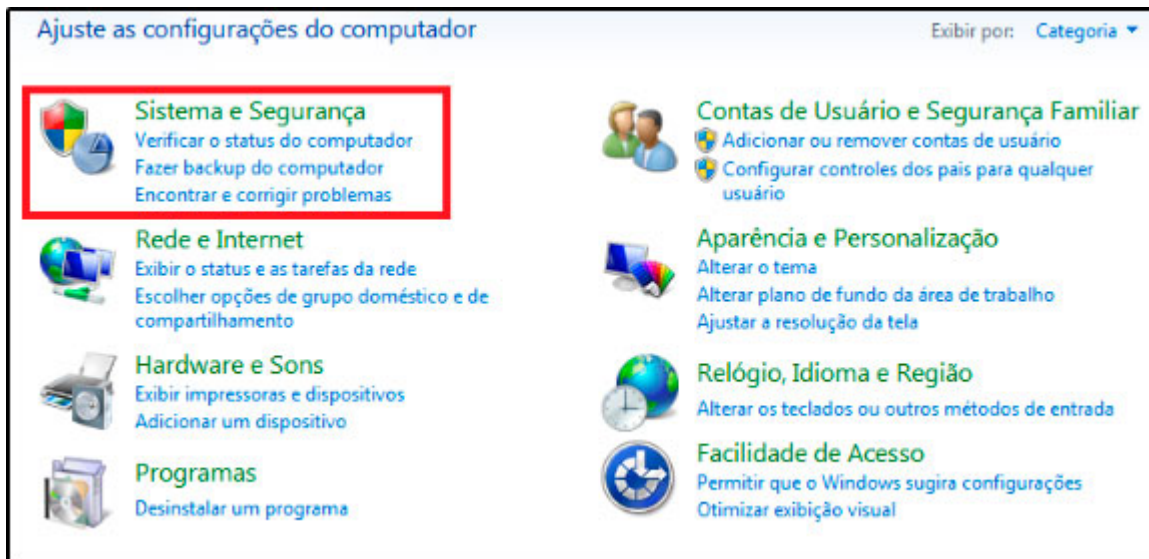 Ajuste as configurações do computador
Exibir por: Categoria
Sistema e Segurança
Verificar o status do computador
Fazer backup do computador
Encontrar e corrigir problemas
Rede e Internet
Exibir o status e as tarefas da rede
Escolher opções de grupo doméstico e de
compartilhamento
Hardware e Sons
Exibir impressoras e dispositivos
Adicionar um dispositivo
Programas
Desinstalar um programa
Contas de Usuário e Segurança Familiar
Adicionar ou remover contas de usuário
Configurar controles dos pais para qualquer
usuário
Aparência e Personalização
Alterar o tema
Alterar plano de fundo da área de trabalho
Ajustar a resolução da tela
Relógio, Idioma e Região
Alterar os teclados ou outros métodos de entrada
Facilidade de Acesso
Permitir que o Windows sugira configurações
Otimizar exibição visual